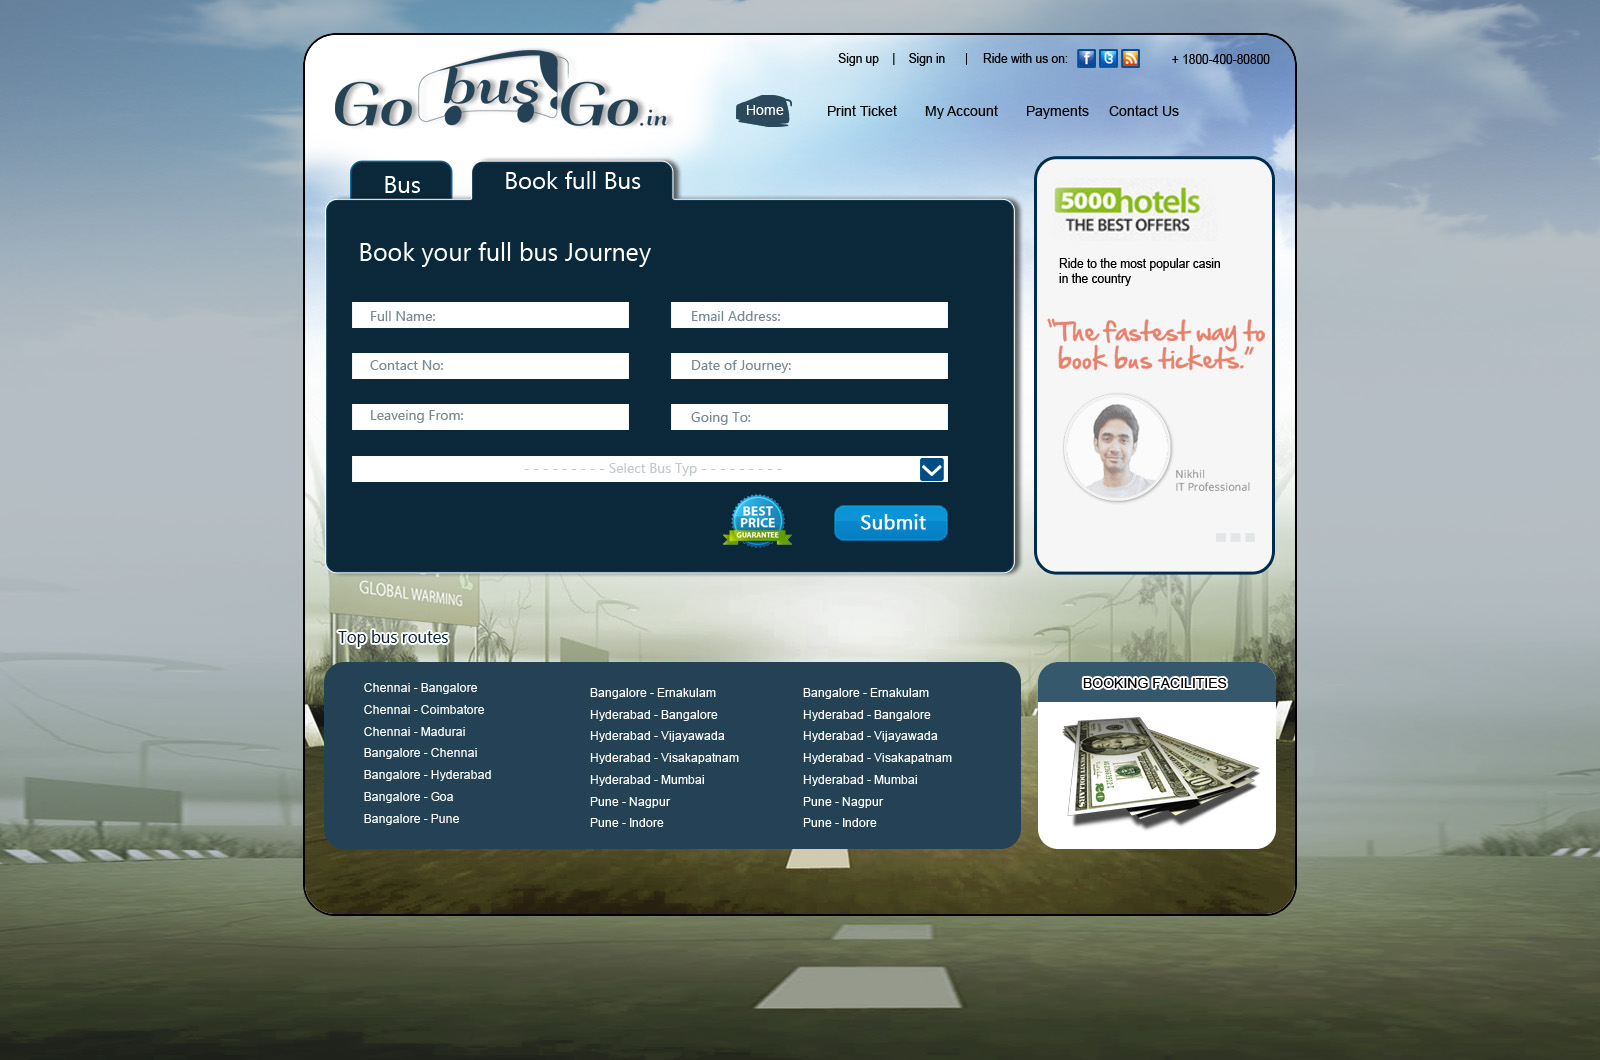 Sign up | Sign in | Ride with us on: + 1800-400-80800
Go bus Go.in
Home Print Ticket My Account Payments Contact Us
Bus Book full Bus
Book your full bus Journey
Full Name: Email Address:
Contact No: Date of Journey:
Leaveing From: Going To:
- - - - - - - - - Select Bus Typ - - - - - - - - -
BEST
PRICE
GUARANTEE
Submit
5000hotels
THE BEST OFFERS
Ride to the most popular casin
in the country
"The fastest way to
book bus tickets."
Nikhil
IT Professional
GLOBAL WARMING
Top bus routes
Chennai - Bangalore
Chennai - Coimbatore
Chennai - Madurai
Bangalore - Chennai
Bangalore - Hyderabad
Bangalore - Goa
Bangalore - Pune
Bangalore - Ernakulam
Hyderabad - Bangalore
Hyderabad - Vijayawada
Hyderabad - Visakapatnam
Hyderabad - Mumbai
Pune - Nagpur
Pune - Indore
Bangalore - Ernakulam
Hyderabad - Bangalore
Hyderabad - Vijayawada
Hyderabad - Visakapatnam
Hyderabad - Mumbai
Pune - Nagpur
Pune - Indore
BOOKING FACILITIES
20